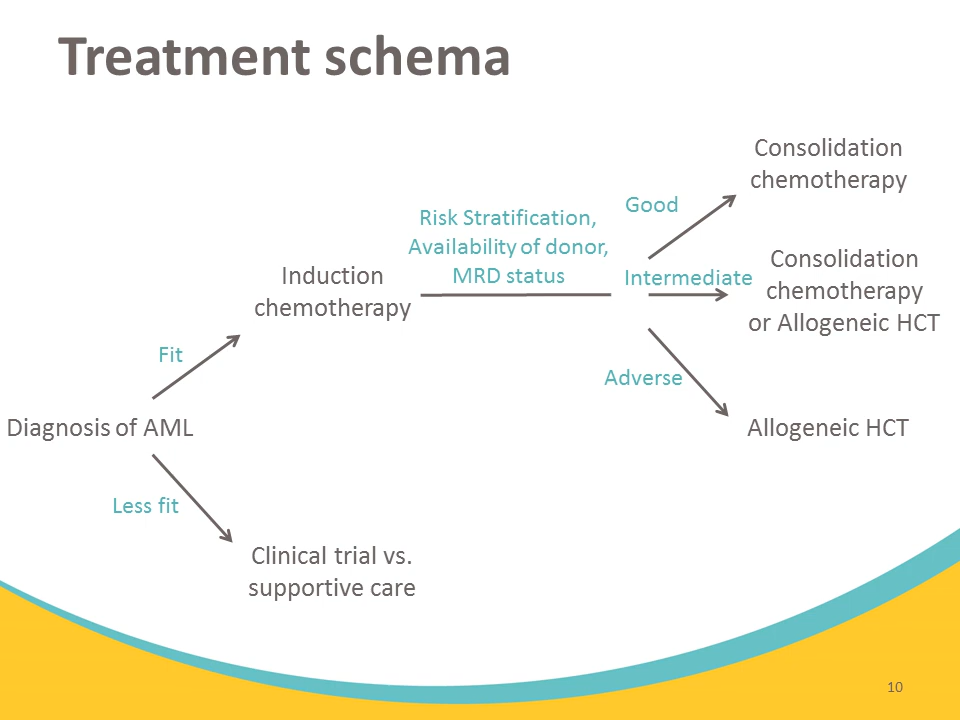 Treatment schema
Consolidation
chemotherapy
Good
Risk Stratification,
Availability of donor,
MRD status
Intermediate
Consolidation
chemotherapy
or Allogeneic HCT
Induction
chemotherapy
Fit
Adverse
Diagnosis of AML
Allogeneic HCT
Less fit
Clinical trial vs.
supportive care
10